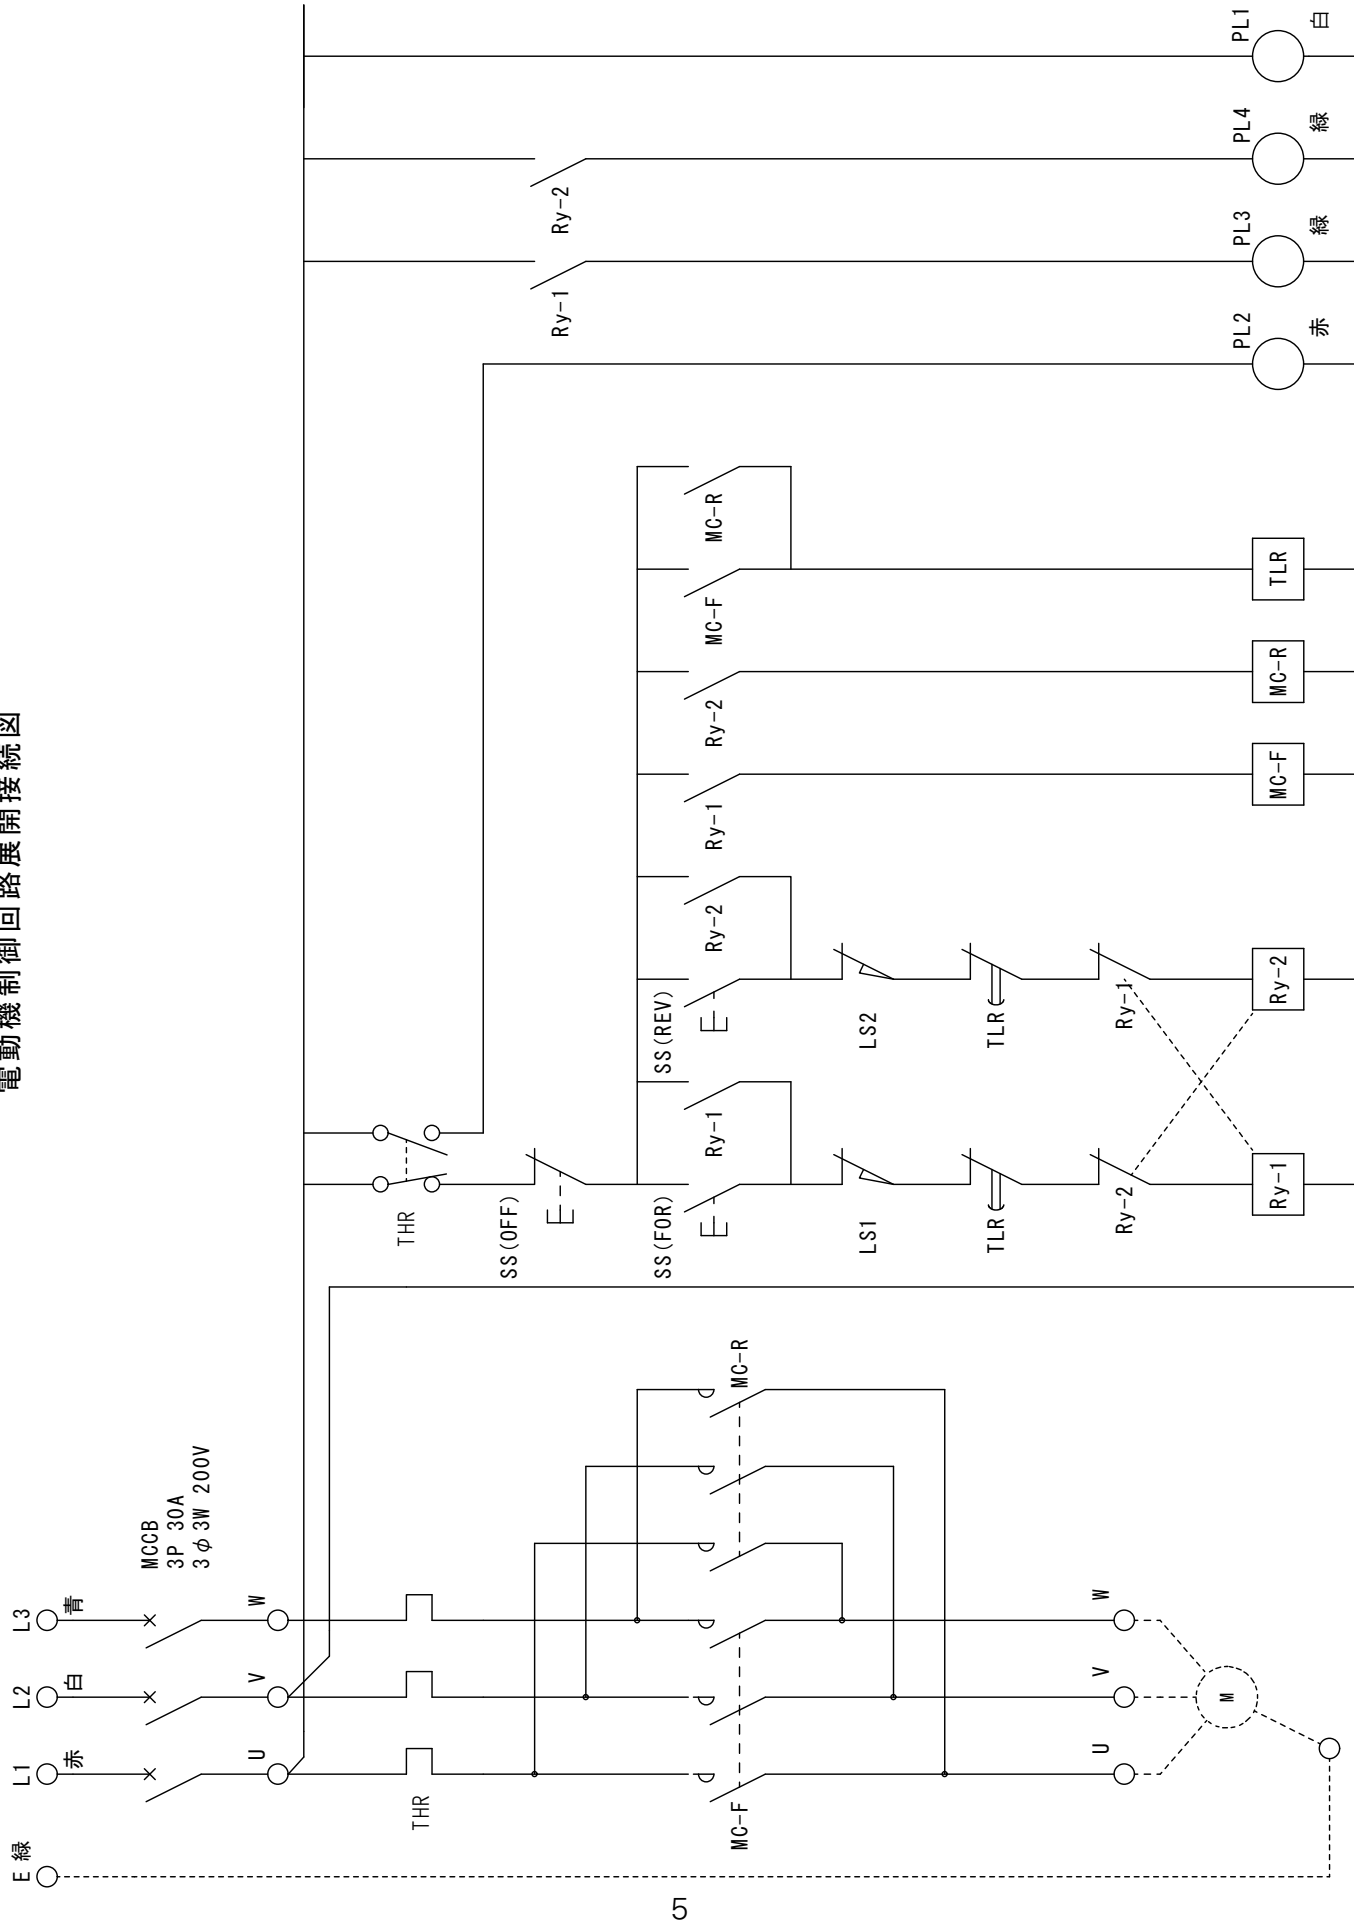 電動機制御回路展開接続図
E 緑
L1
赤
L2
白
L3
青
MCCB
3P 30A
3φ3W 200V
U
V
W
THR
MC-F
MC-R
U
V
W
M
THR
SS(OFF)
SS(FOR)
Ry-1
SS(REV)
Ry-2
Ry-1
Ry-2
MC-F
MC-R
LS1
LS2
TLR
TLR
Ry-2
Ry-1
Ry-1
Ry-2
Ry-1
Ry-2
MC-F
MC-R
TLR
PL2
赤
PL3
緑
PL4
緑
PL1
白
5